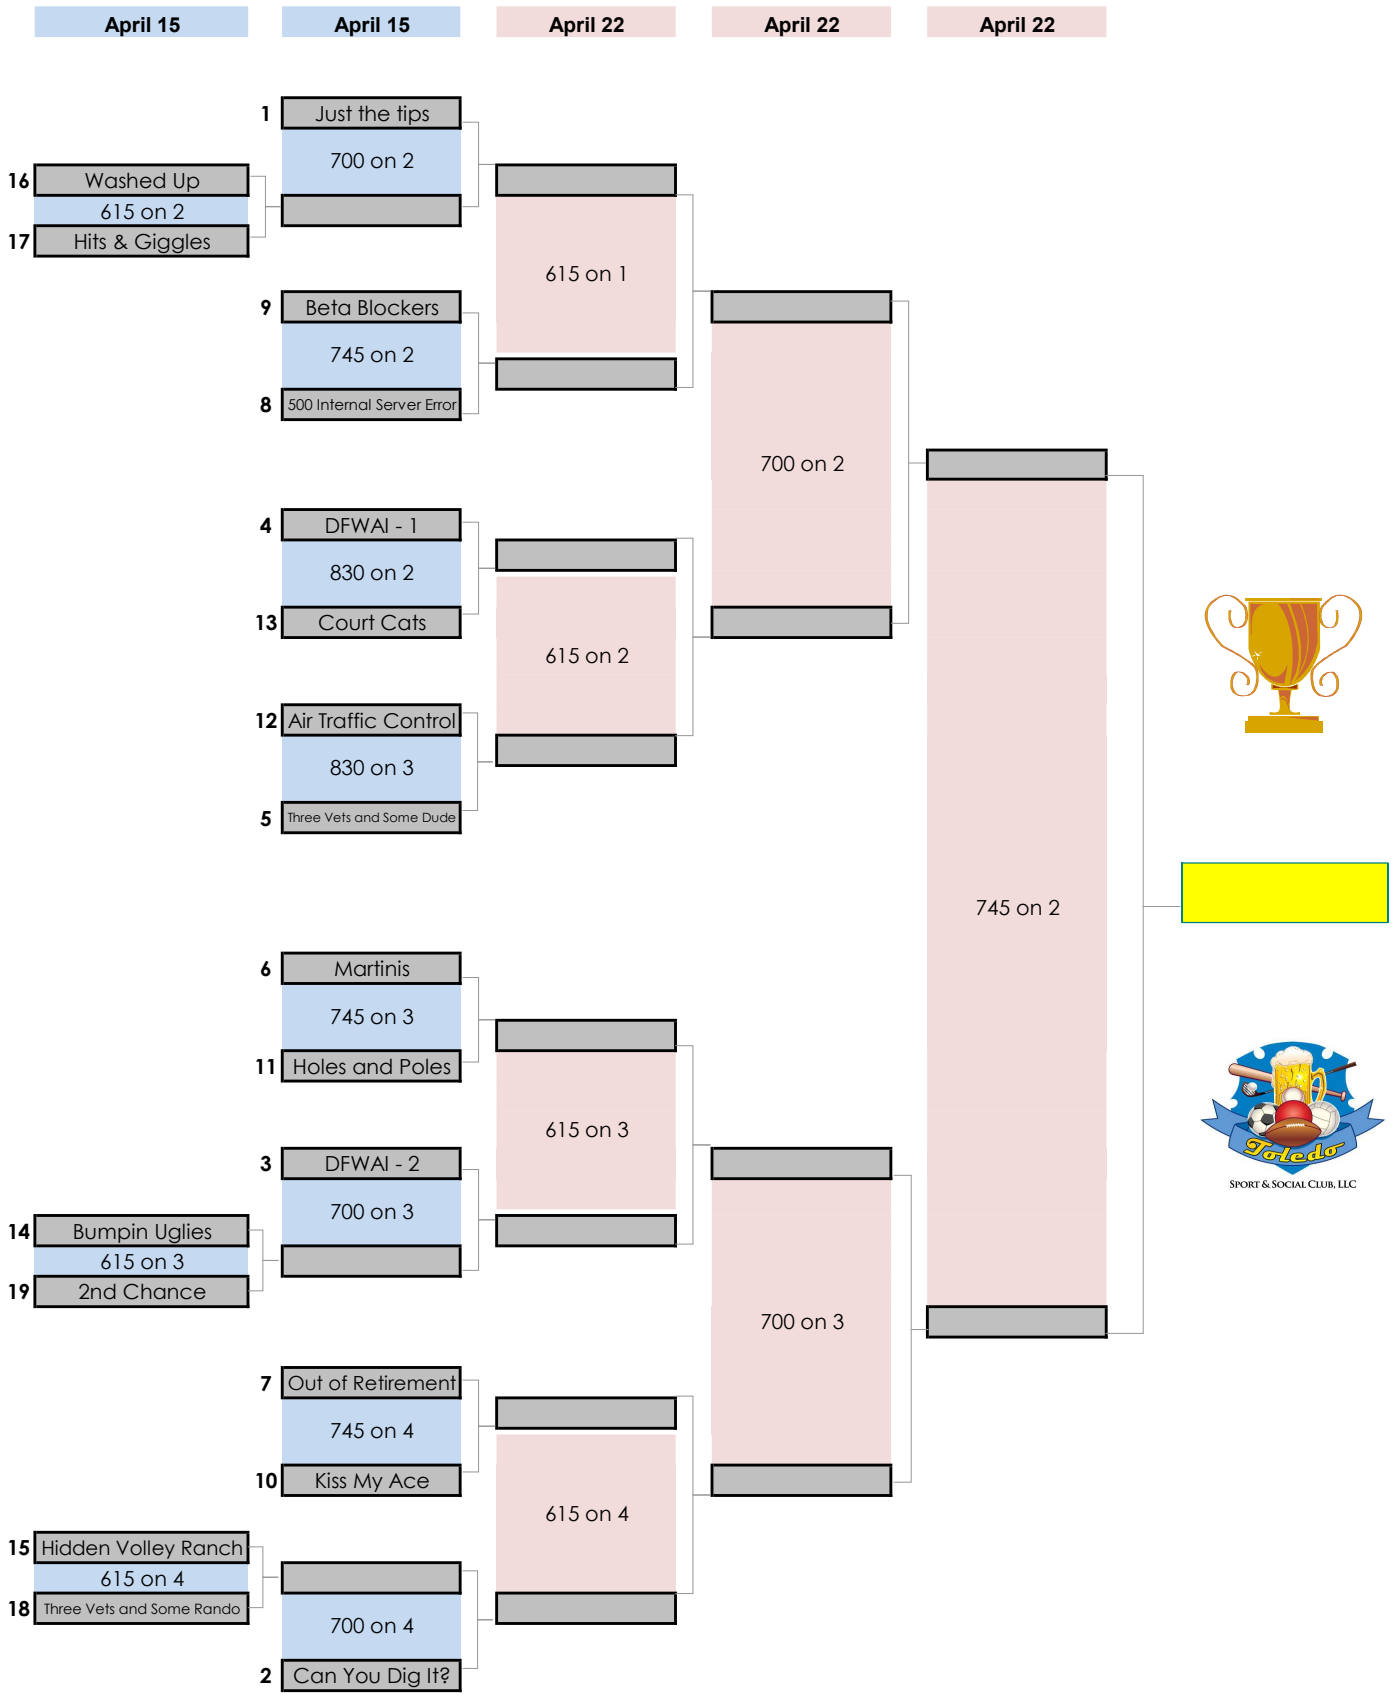 April 15
April 15
April 22
April 22
April 22
1 Just the tips
700 on 2
16 Washed Up
615 on 2
17 Hits & Giggles
615 on 1
9 Beta Blockers
745 on 2
8 500 Internal Server Error
700 on 2
4 DFWAI - 1
830 on 2
13 Court Cats
615 on 2
12 Air Traffic Control
830 on 3
5 Three Vets and Some Dude
745 on 2
6 Martinis
745 on 3
11 Holes and Poles
615 on 3
3 DFWAI - 2
700 on 3
14 Bumpin Uglies
615 on 3
19 2nd Chance
700 on 3
7 Out of Retirement
745 on 4
10 Kiss My Ace
615 on 4
15 Hidden Volley Ranch
615 on 4
18 Three Vets and Some Rando
700 on 4
2 Can You Dig It?
Toledo
SPORT & SOCIAL CLUB, LLC